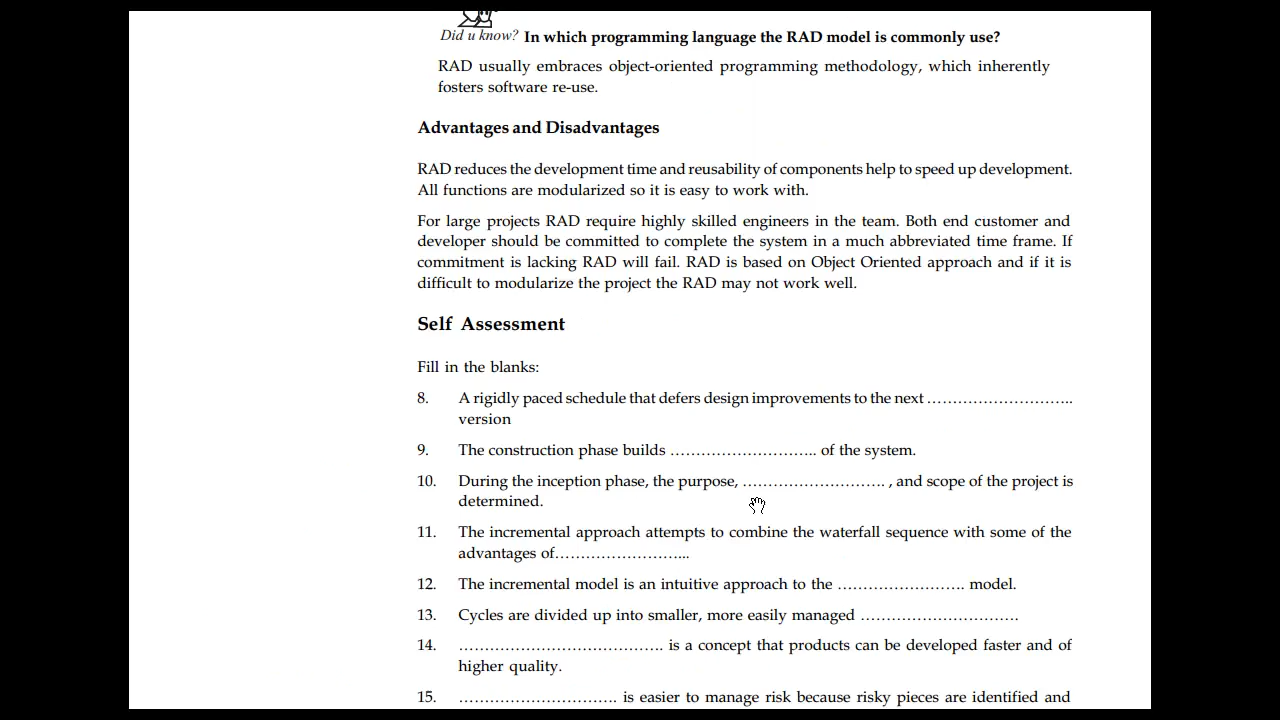 Did u know? In which programming language the RAD model is commonly use?
RAD usually embraces object-oriented programming methodology, which inherently
fosters software re-use.
Advantages and Disadvantages
RAD reduces the development time and reusability of components help to speed up development.
All functions are modularized so it is easy to work with.
For large projects RAD require highly skilled engineers in the team. Both end customer and
developer should be committed to complete the system in a much abbreviated time frame. If
commitment is lacking RAD will fail. RAD is based on Object Oriented approach and if it is
difficult to modularize the project the RAD may not work well.
Self Assessment
Fill in the blanks:
8. A rigidly paced schedule that defers design improvements to the next ………………………..
version
9. The construction phase builds ……………………….. of the system.
10. During the inception phase, the purpose, ………………………. , and scope of the project is
determined.
11. The incremental approach attempts to combine the waterfall sequence with some of the
advantages of……………………...
12. The incremental model is an intuitive approach to the ……………………. model.
13. Cycles are divided up into smaller, more easily managed ………………………….
14. …………………………………. is a concept that products can be developed faster and of
higher quality.
15. …………………………. is easier to manage risk because risky pieces are identified and